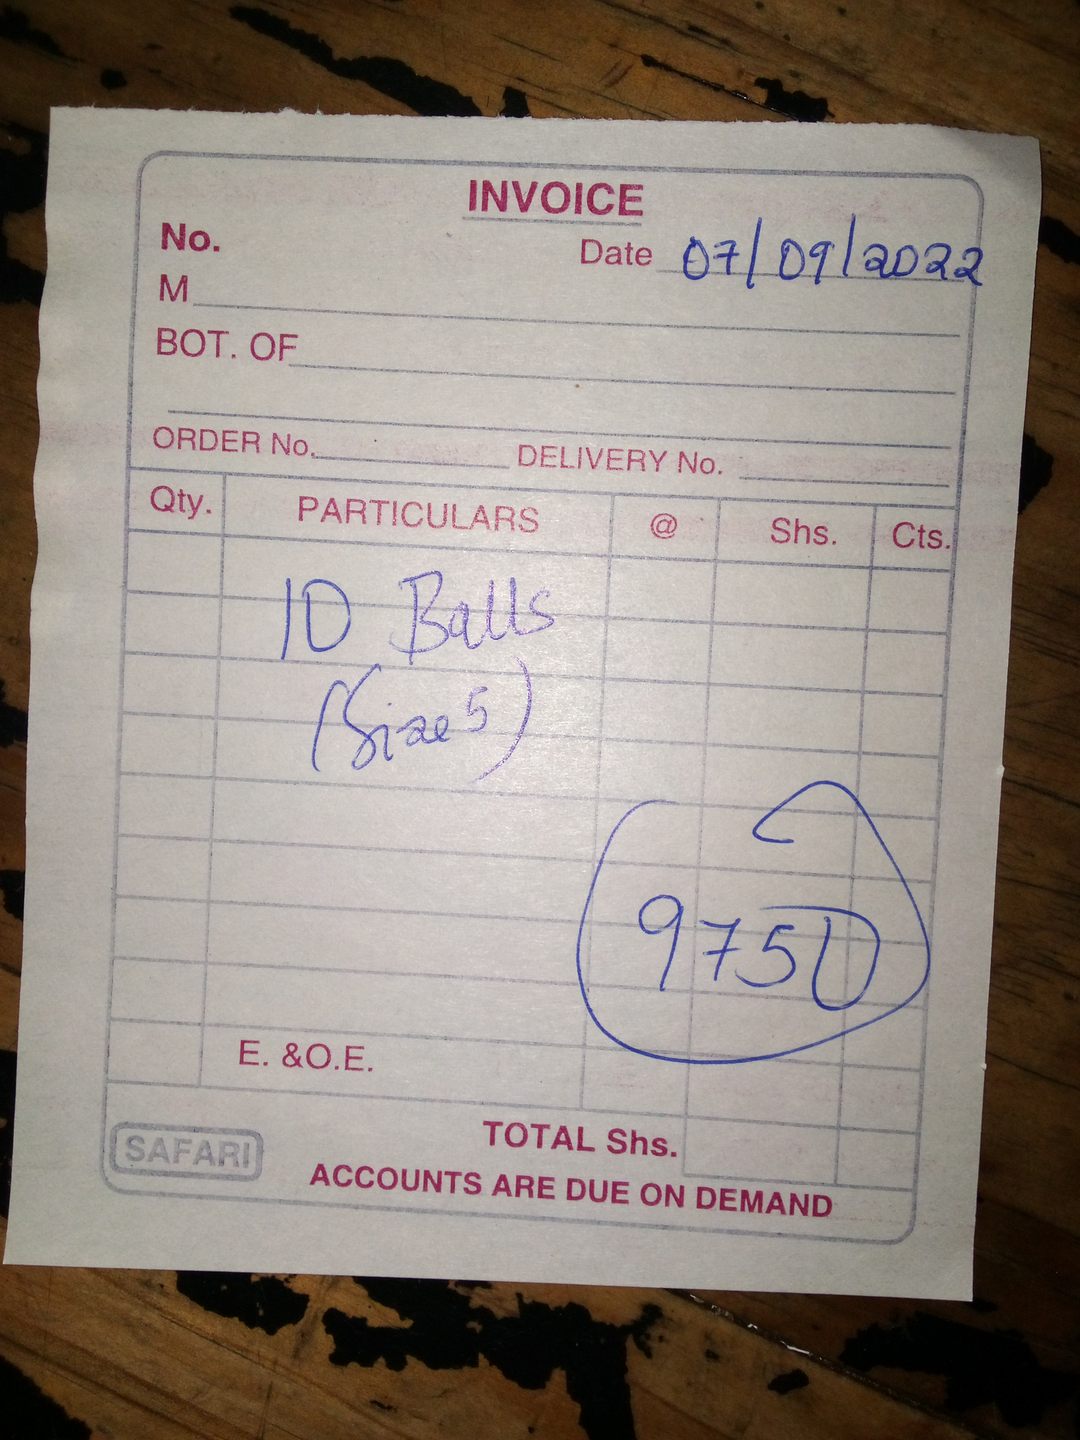 INVOICE
No.
Date 07/09/2022
M
BOT. OF
ORDER No. DELIVERY No.
Qty. PARTICULARS @ Shs. Cts.
10 Balls
(Size 5)
9750
E. &O.E.
TOTAL Shs.
SAFARI
ACCOUNTS ARE DUE ON DEMAND